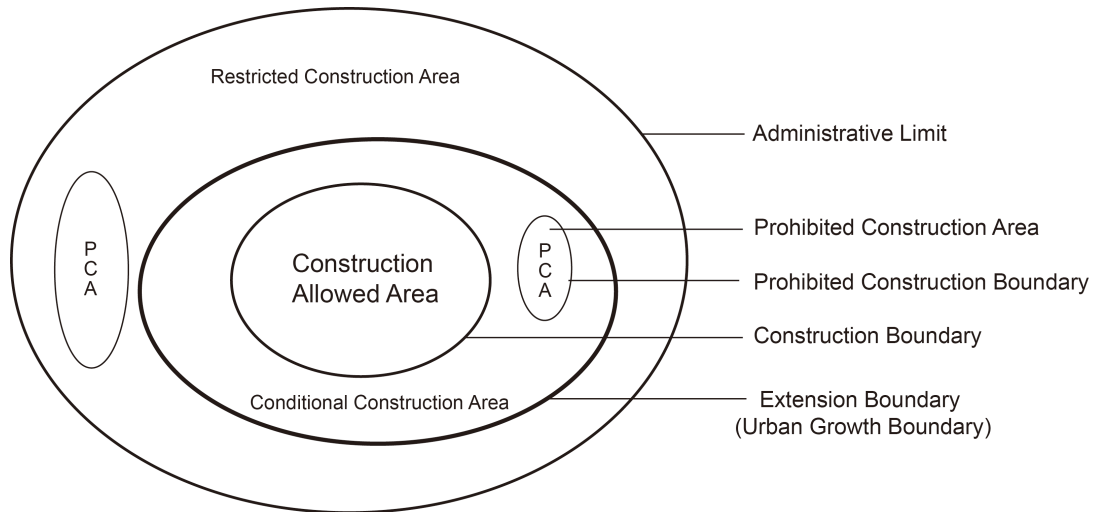 Restricted Construction Area
Administrative Limit
P
C
A
Construction
Allowed Area
P
C
A
Prohibited Construction Area
Prohibited Construction Boundary
Construction Boundary
Conditional Construction Area
Extension Boundary
(Urban Growth Boundary)